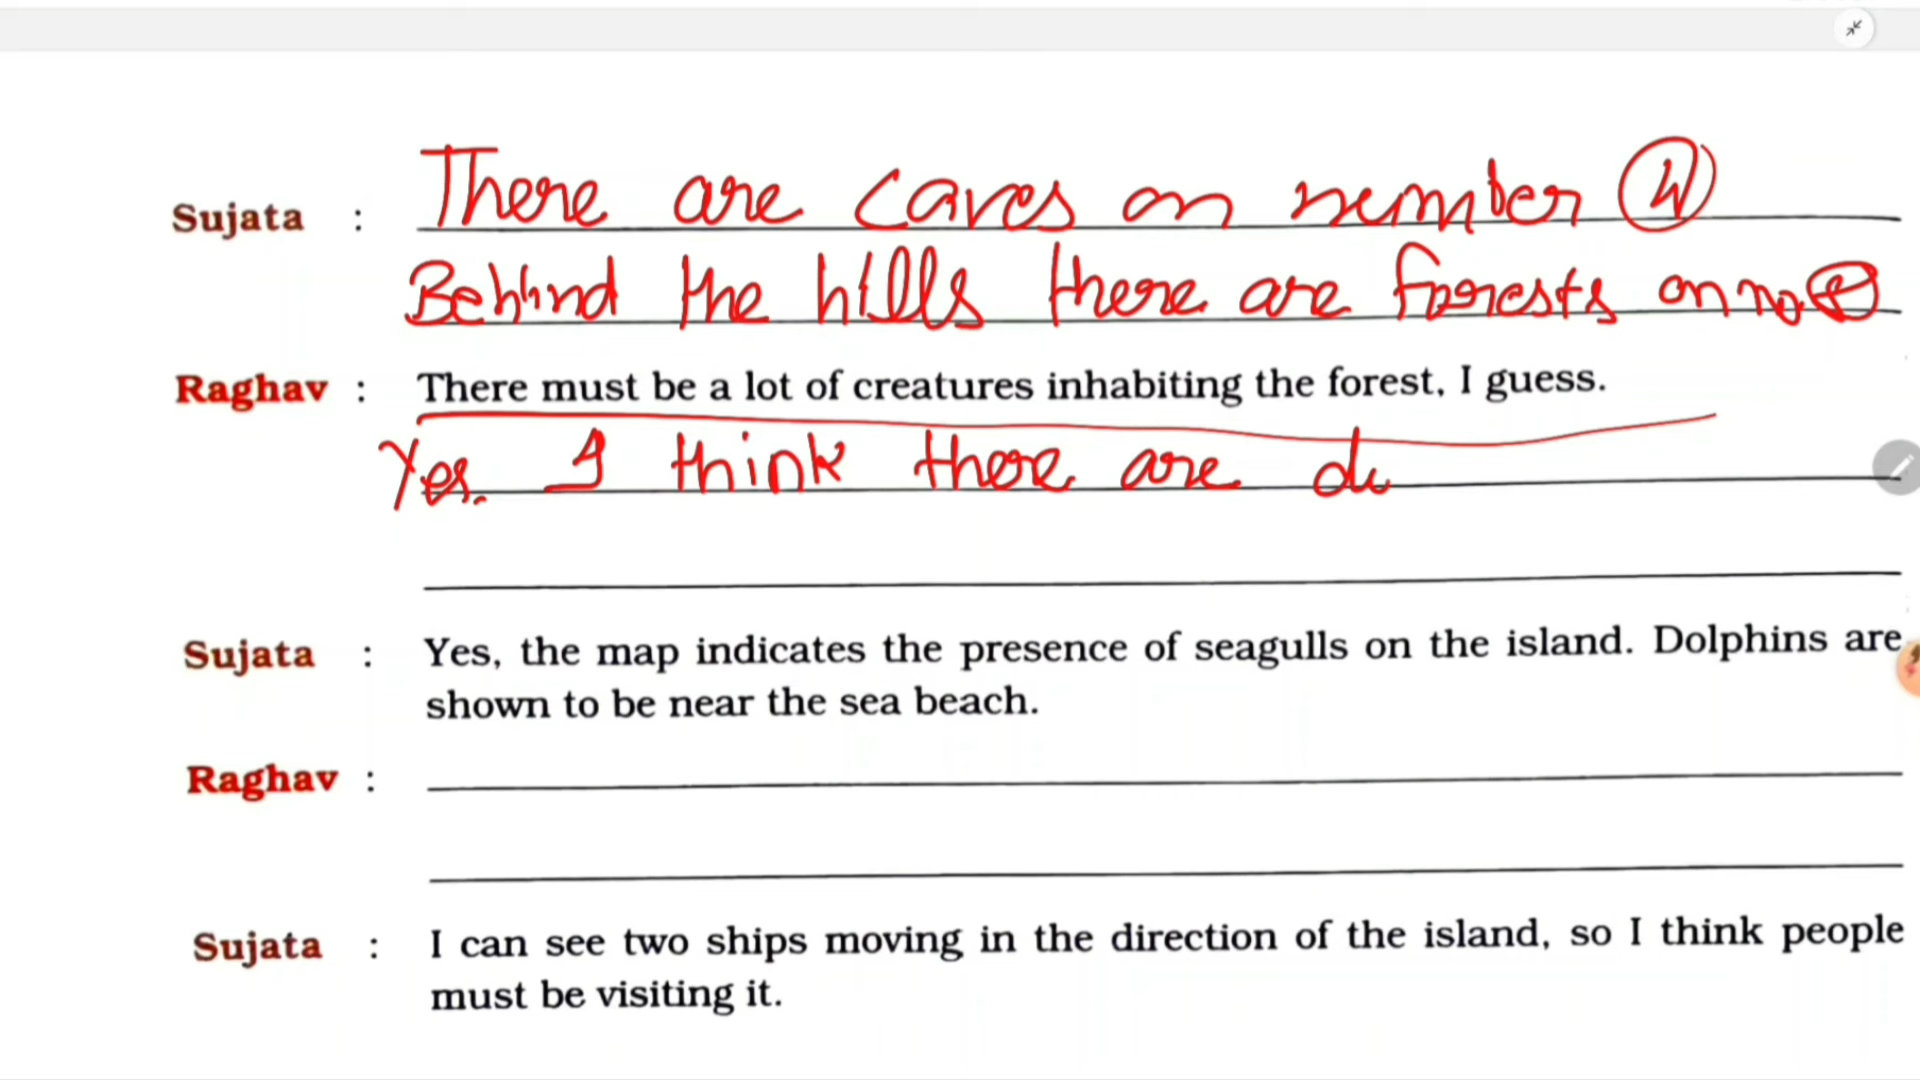 Sujata : There are caves on number 4
Behind the hills there are forests on no 8
Raghav : There must be a lot of creatures inhabiting the forest, I guess.
Yes. I think there are du
Sujata : Yes, the map indicates the presence of seagulls on the island. Dolphins are
shown to be near the sea beach.
Raghav :
Sujata : I can see two ships moving in the direction of the island, so I think people
must be visiting it.